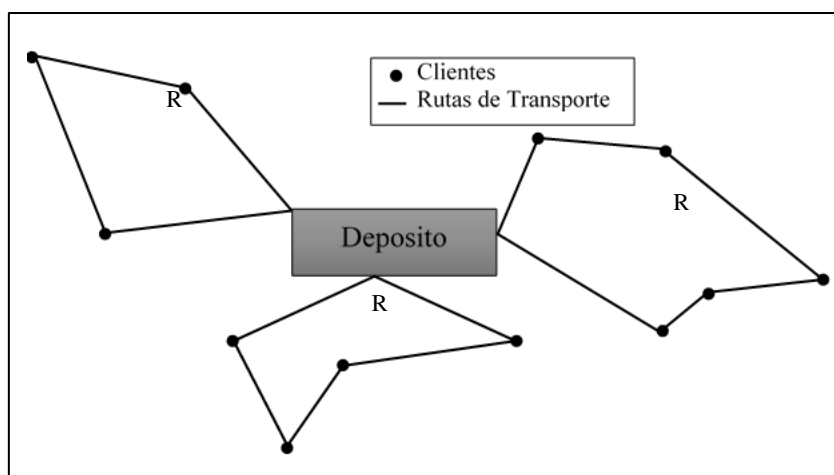 Clientes
Rutas de Transporte
R
R
Deposito
R